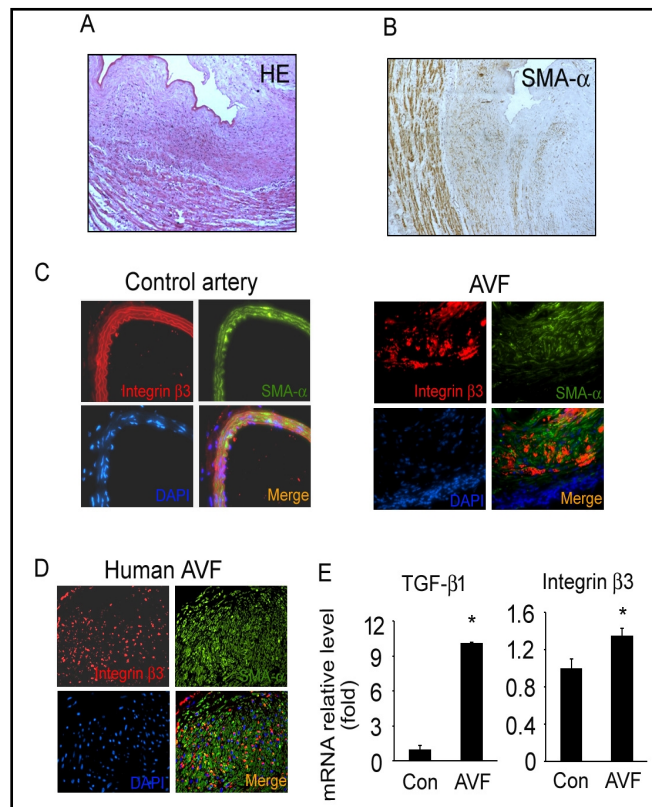 A
HE
B
SMA-α
C
Control artery
Integrin β3
SMA-α
DAPI
Merge
AVF
Integrin β3
SMA-α
DAPI
Merge
D
Human AVF
Integrin β3
SMA-α
DAPI
Merge
E
TGF-β1
mRNA relative level
(fold)
12
9
6
3
0
*
Con
AVF
Integrin β3
1.6
1.2
0.8
0.4
0
*
Con
AVF